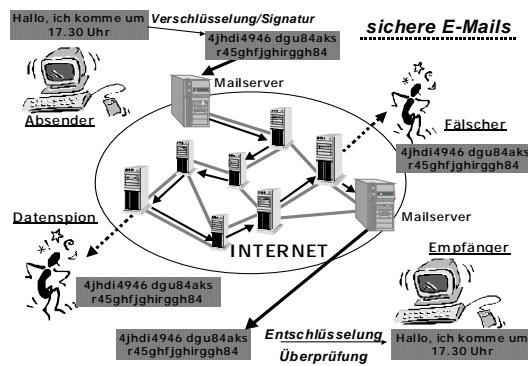 Hallo, ich komme um
17.30 Uhr
Verschlüsselung/Signatur
sichere E-Mails
4jhdi4946 dgu84aks
r45ghfjghirggh84
Mailserver
Absender
Fälscher
4jhdi4946 dgu84aks
r45ghfjghirggh84
Datenspion
Mailserver
INTERNET
Empfänger
4jhdi4946 dgu84aks
r45ghfjghirggh84
4jhdi4946 dgu84aks
r45ghfjghirggh84
Entschlüsselung
Überprüfung
Hallo, ich komme um
17.30 Uhr